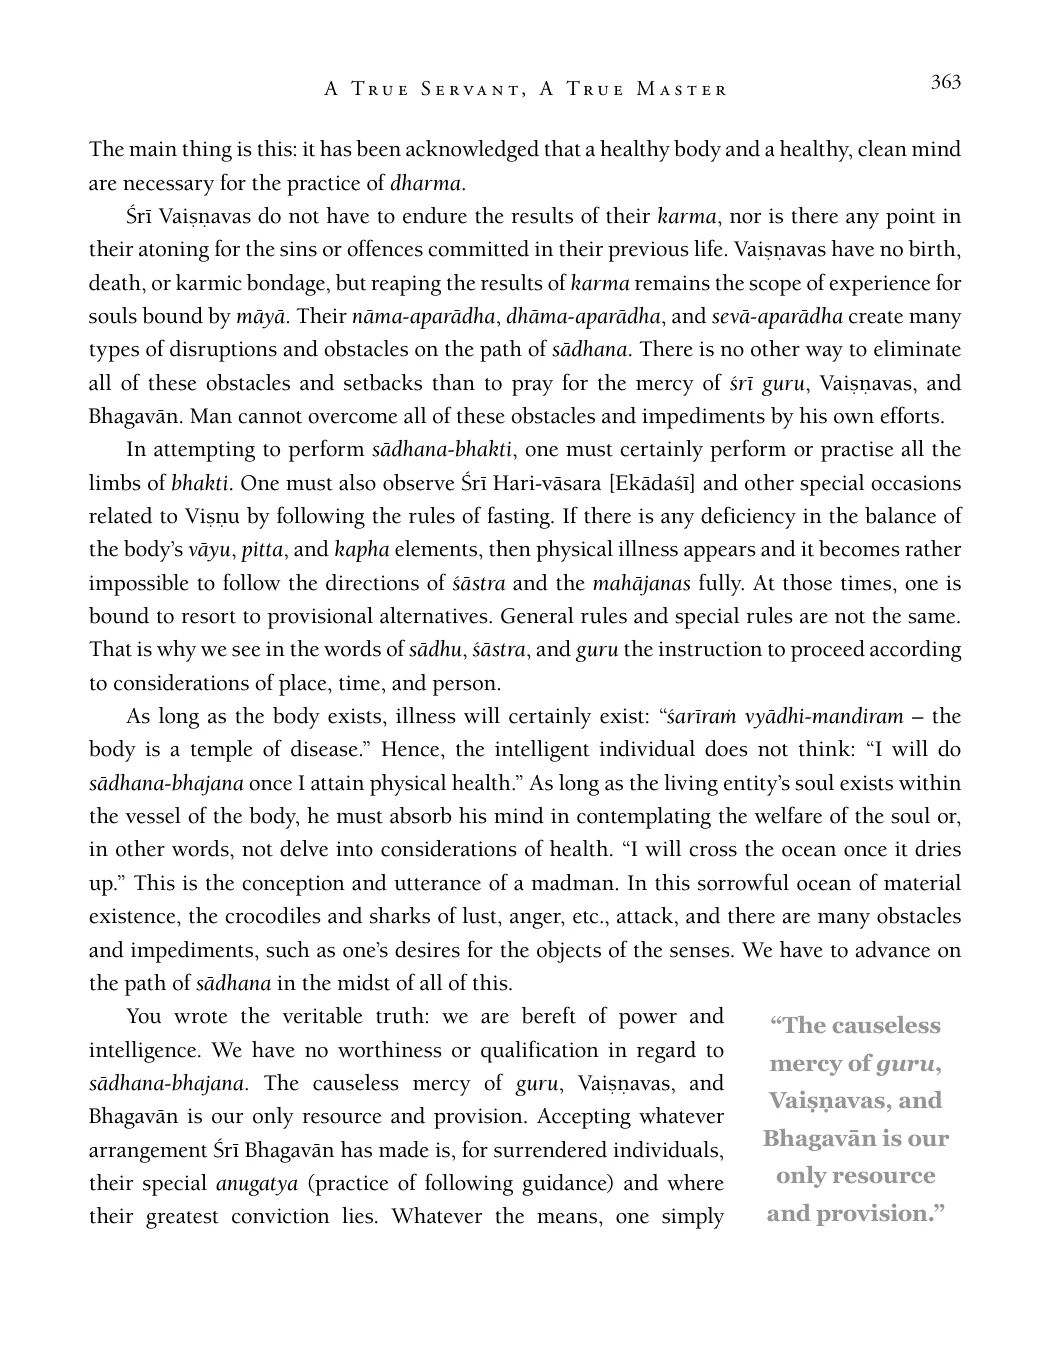 A True Servant, A True Master
363
The main thing is this: it has been acknowledged that a healthy body and a healthy, clean mind
are necessary for the practice of dharma.
Śrī Vaiṣṇavas do not have to endure the results of their karma, nor is there any point in
their atoning for the sins or offences committed in their previous life. Vaiṣṇavas have no birth,
death, or karmic bondage, but reaping the results of karma remains the scope of experience for
souls bound by māyā. Their nāma-aparādha, dhāma-aparādha, and sevā-aparādha create many
types of disruptions and obstacles on the path of sādhana. There is no other way to eliminate
all of these obstacles and setbacks than to pray for the mercy of śrī guru, Vaiṣṇavas, and
Bhagavān. Man cannot overcome all of these obstacles and impediments by his own efforts.
In attempting to perform sādhana-bhakti, one must certainly perform or practise all the
limbs of bhakti. One must also observe Śrī Hari-vāsara [Ekādaśī] and other special occasions
related to Viṣṇu by following the rules of fasting. If there is any deficiency in the balance of
the body’s vāyu, pitta, and kapha elements, then physical illness appears and it becomes rather
impossible to follow the directions of śāstra and the mahājanas fully. At those times, one is
bound to resort to provisional alternatives. General rules and special rules are not the same.
That is why we see in the words of sādhu, śāstra, and guru the instruction to proceed according
to considerations of place, time, and person.
As long as the body exists, illness will certainly exist: “śarīraṁ vyādhi-mandiram – the
body is a temple of disease.” Hence, the intelligent individual does not think: “I will do
sādhana-bhajana once I attain physical health.” As long as the living entity’s soul exists within
the vessel of the body, he must absorb his mind in contemplating the welfare of the soul or,
in other words, not delve into considerations of health. “I will cross the ocean once it dries
up.” This is the conception and utterance of a madman. In this sorrowful ocean of material
existence, the crocodiles and sharks of lust, anger, etc., attack, and there are many obstacles
and impediments, such as one’s desires for the objects of the senses. We have to advance on
the path of sādhana in the midst of all of this.
You wrote the veritable truth: we are bereft of power and
intelligence. We have no worthiness or qualification in regard to
sādhana-bhajana. The causeless mercy of guru, Vaiṣṇavas, and
Bhagavān is our only resource and provision. Accepting whatever
arrangement Śrī Bhagavān has made is, for surrendered individuals,
their special anugatya (practice of following guidance) and where
their greatest conviction lies. Whatever the means, one simply
“The causeless
mercy of guru,
Vaiṣṇavas, and
Bhagavān is our
only resource
and provision.”